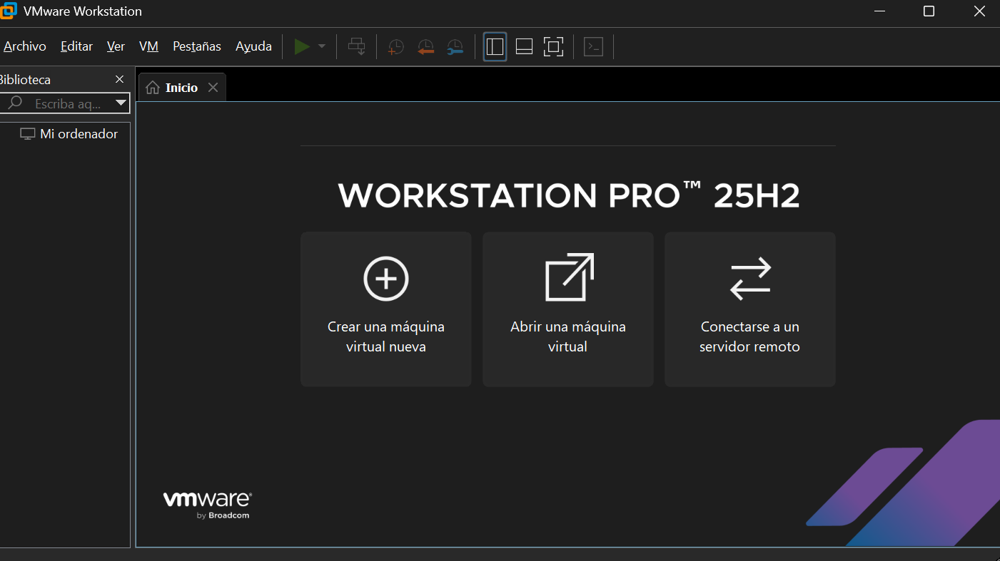 VMware Workstation
Archivo Editar Ver VM Pestañas Ayuda
Biblioteca
Inicio
Escriba aq...
Mi ordenador
WORKSTATION PRO™ 25H2
Crear una máquina
virtual nueva
Abrir una máquina
virtual
Conectarse a un
servidor remoto
vmware®
by Broadcom